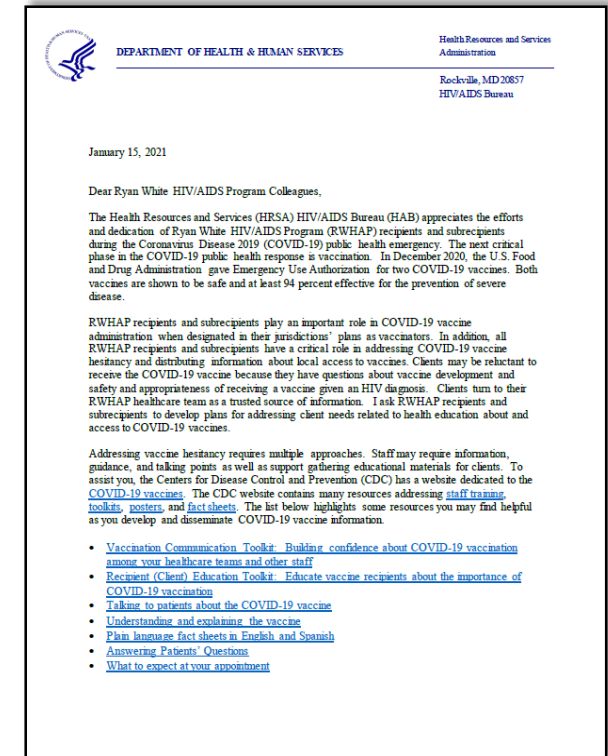 DEPARTMENT OF HEALTH & HUMAN SERVICES
Health Resources and Services
Administration
Rockville, MD 20857
HIV/AIDS Bureau
January 15, 2021
Dear Ryan White HIV/AIDS Program Colleagues,
The Health Resources and Services (HRSA) HIV/AIDS Bureau (HAB) appreciates the efforts
and dedication of Ryan White HIV/AIDS Program (RWHAP) recipients and subrecipients
during the Coronavirus Disease 2019 (COVID-19) public health emergency. The next critical
phase in the COVID-19 public health response is vaccination. In December 2020, the U.S. Food
and Drug Administration gave Emergency Use Authorization for two COVID-19 vaccines. Both
vaccines are shown to be safe and at least 94 percent effective for the prevention of severe
disease.
RWHAP recipients and subrecipients play an important role in COVID-19 vaccine
administration when designated in their jurisdictions' plans as vaccinators. In addition, all
RWHAP recipients and subrecipients have a critical role in addressing COVID-19 vaccine
hesitancy and distributing information about local access to vaccines. Clients may be reluctant to
receive the COVID-19 vaccine because they have questions about vaccine development and
safety and appropriateness of receiving a vaccine given an HIV diagnosis. Clients turn to their
RWHAP healthcare team as a trusted source of information. I ask RWHAP recipients and
subrecipients to develop plans for addressing client needs related to health education about and
access to COVID-19 vaccines.
Addressing vaccine hesitancy requires multiple approaches. Staff may require information,
guidance, and talking points as well as support gathering educational materials for clients. To
assist you, the Centers for Disease Control and Prevention (CDC) has a website dedicated to the
COVID-19 vaccines. The CDC website contains many resources addressing staff training,
toolkits, posters, and fact sheets. The list below highlights some resources you may find helpful
as you develop and disseminate COVID-19 vaccine information.
• Vaccination Communication Toolkit: Building confidence about COVID-19 vaccination
among your healthcare teams and other staff
• Recipient (Client) Education Toolkit: Educate vaccine recipients about the importance of
COVID-19 vaccination
• Talking to patients about the COVID-19 vaccine
• Understanding and explaining the vaccine
• Plain language fact sheets in English and Spanish
• Answering Patients' Questions
• What to expect at your appointment